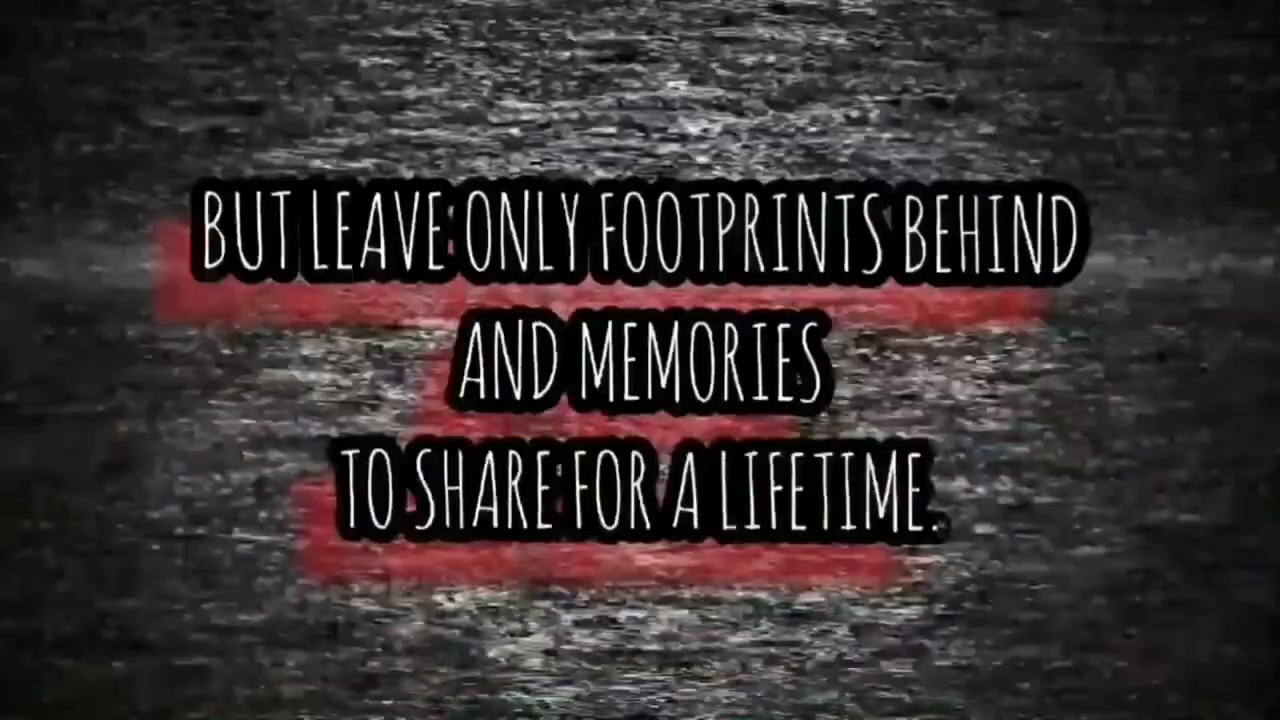 BUT LEAVE ONLY FOOTPRINTS BEHIND
AND MEMORIES
TO SHARE FOR A LIFETIME.